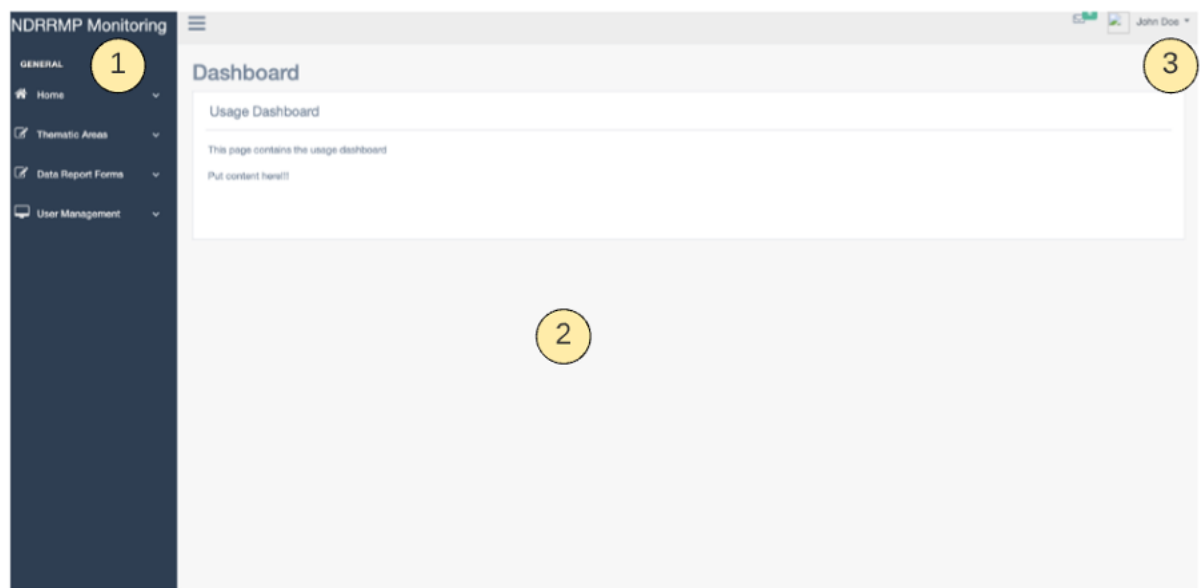 NDRRMP Monitoring
John Doe
GENERAL
1
3
Dashboard
Home
Usage Dashboard
Thematic Areas
This page contains the usage dashboard
Data Report Forms
Put content here!!!
User Management
2